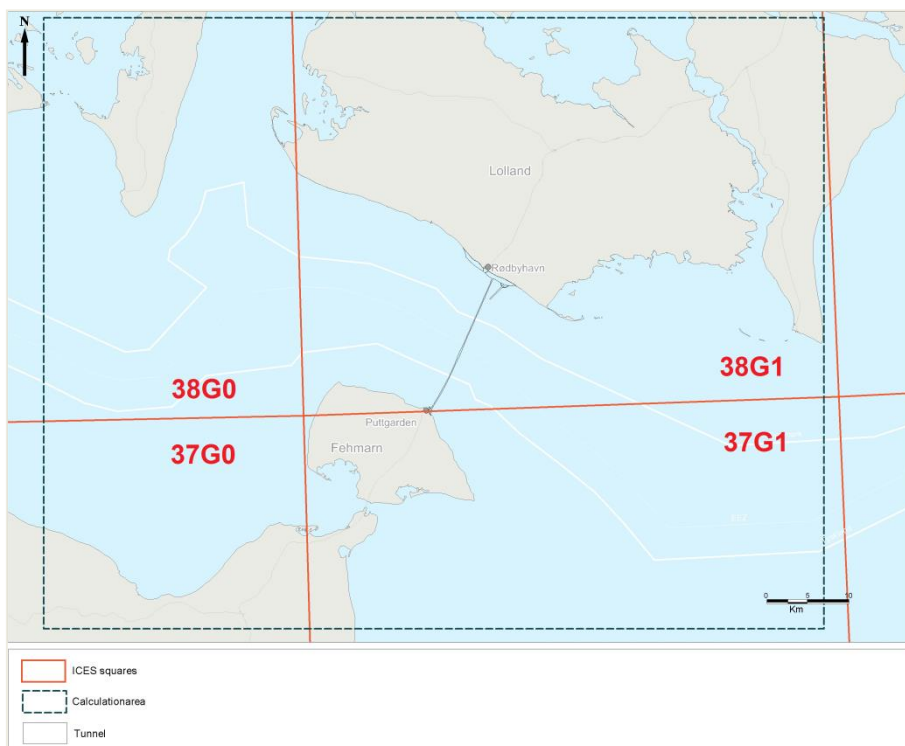 N
Lolland
Rødbyhavn
38G0
38G1
Puttgarden
37G0
37G1
Fehmarn
0 5 10
Km
ICES squares
Calculationarea
Tunnel